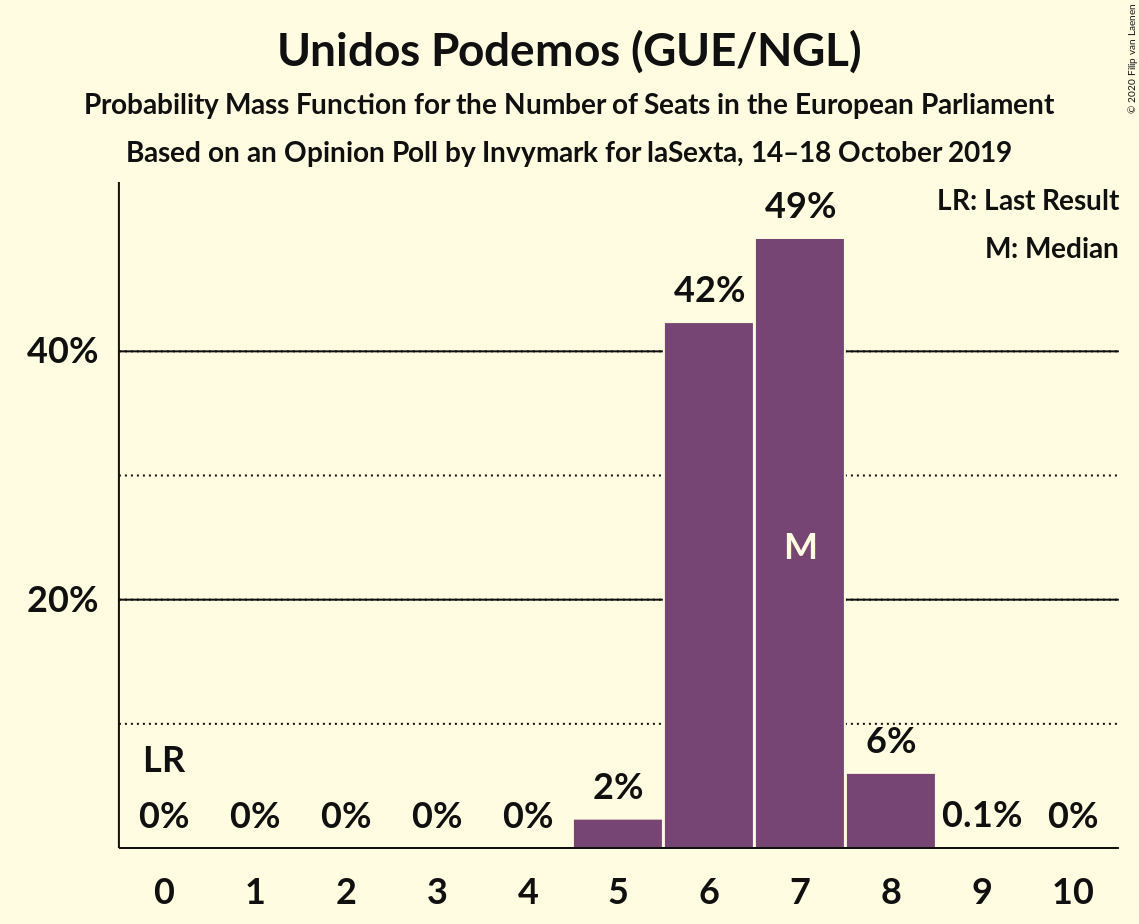 Unidos Podemos (GUE/NGL)
Probability Mass Function for the Number of Seats in the European Parliament
Based on an Opinion Poll by Invymark for laSexta, 14–18 October 2019
© 2020 Filip van Laenen
LR: Last Result
M: Median
49%
42%
40%
M
20%
6%
LR
2%
0% 0% 0% 0% 0% 0.1% 0%
0 1 2 3 4 5 6 7 8 9 10